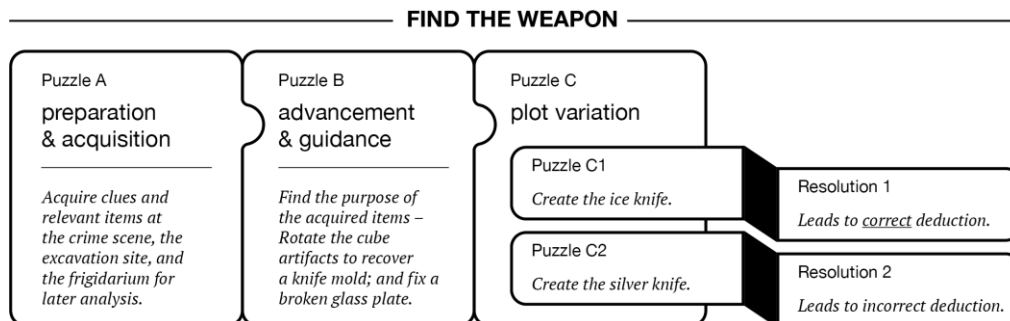 FIND THE WEAPON
Puzzle A
preparation
& acquisition
Acquire clues and
relevant items at
the crime scene, the
excavation site, and
the frigidarium for
later analysis.
Puzzle B
advancement
& guidance
Find the purpose of
the acquired items –
Rotate the cube
artifacts to recover
a knife mold; and fix a
broken glass plate.
Puzzle C
plot variation
Puzzle C1
Create the ice knife.
Resolution 1
Leads to correct deduction.
Puzzle C2
Create the silver knife.
Resolution 2
Leads to incorrect deduction.